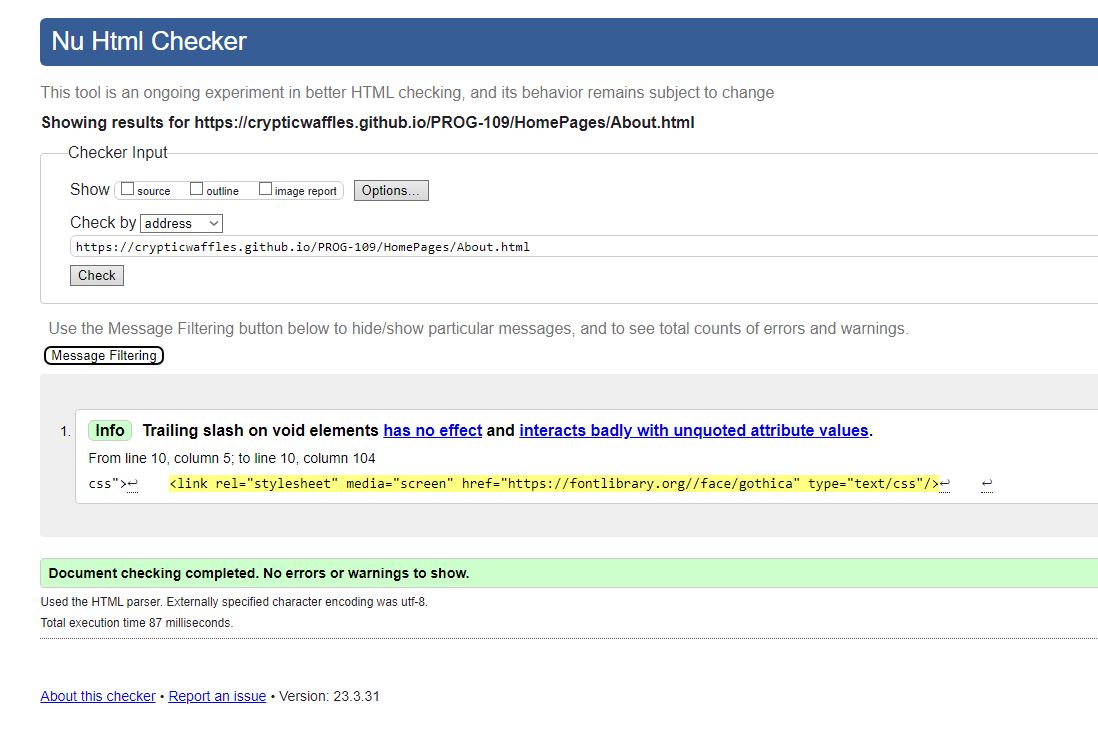 Nu Html Checker
This tool is an ongoing experiment in better HTML checking, and its behavior remains subject to change
Showing results for https://crypticwaffles.github.io/PROG-109/HomePages/About.html
Checker Input
Show source outline image report Options...
Check by address
https://crypticwaffles.github.io/PROG-109/HomePages/About.html
Check
Use the Message Filtering button below to hide/show particular messages, and to see total counts of errors and warnings.
Message Filtering
1. Info Trailing slash on void elements has no effect and interacts badly with unquoted attribute values.
From line 10, column 5; to line 10, column 104
css">↩ <link rel="stylesheet" media="screen" href="https://fontlibrary.org//face/gothica" type="text/css"/>↩ ↩
Document checking completed. No errors or warnings to show.
Used the HTML parser. Externally specified character encoding was utf-8.
Total execution time 87 milliseconds.
About this checker • Report an issue • Version: 23.3.31